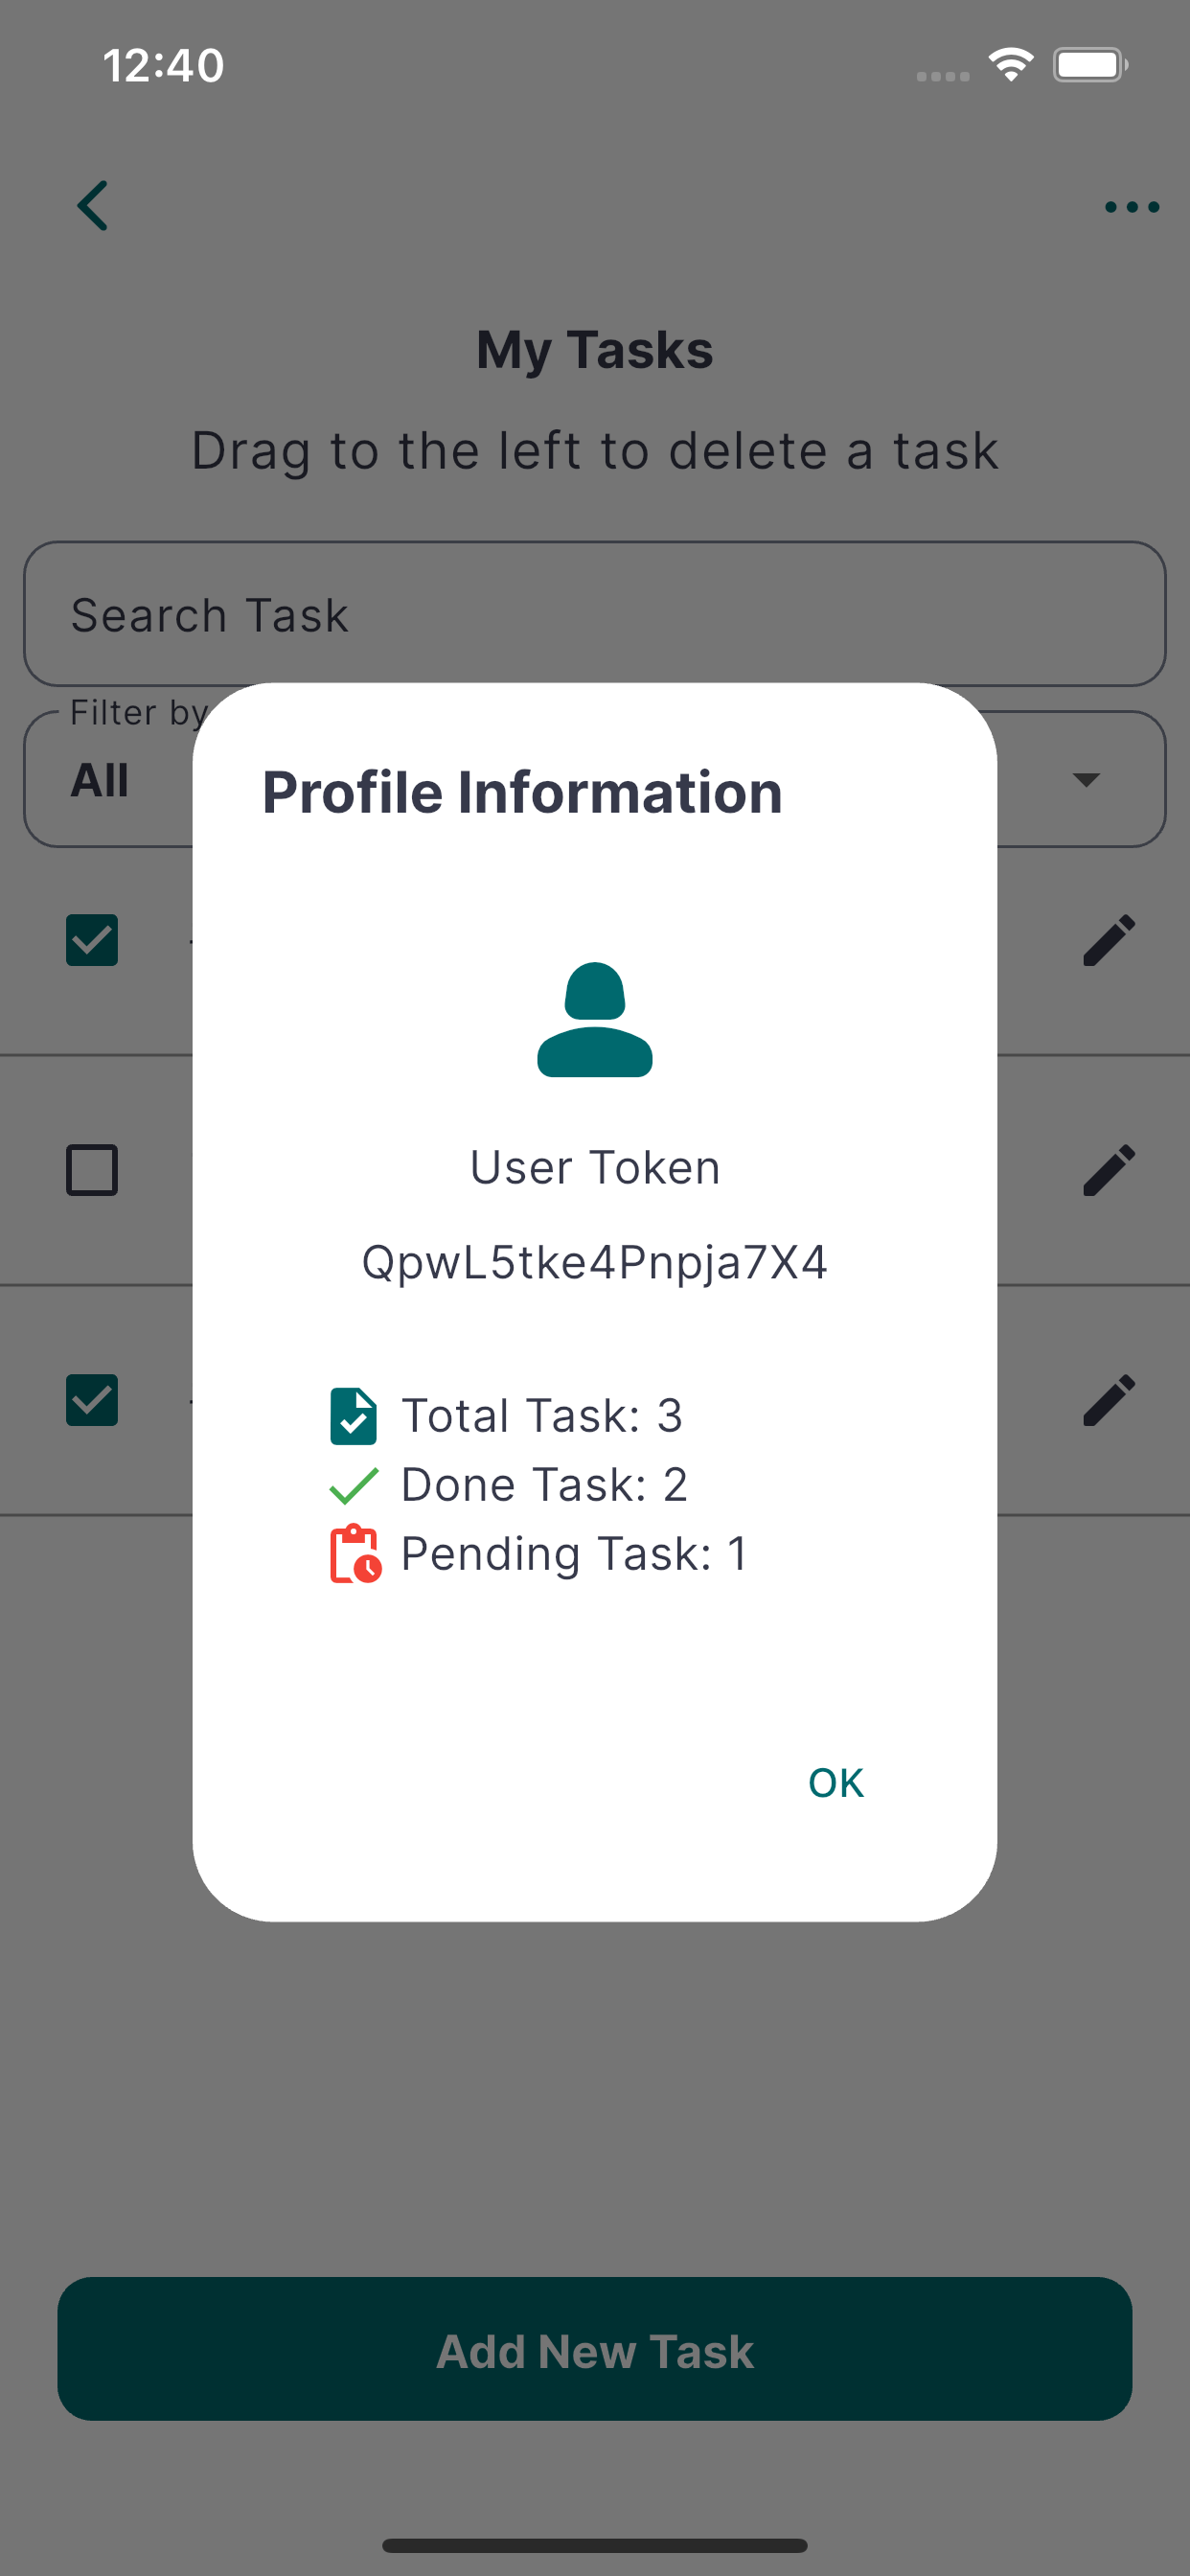 12:40
My Tasks
Drag to the left to delete a task
Search Task
Filter by
All
Profile Information
User Token
QpwL5tke4Pnpja7X4
Total Task: 3
Done Task: 2
Pending Task: 1
OK
Add New Task